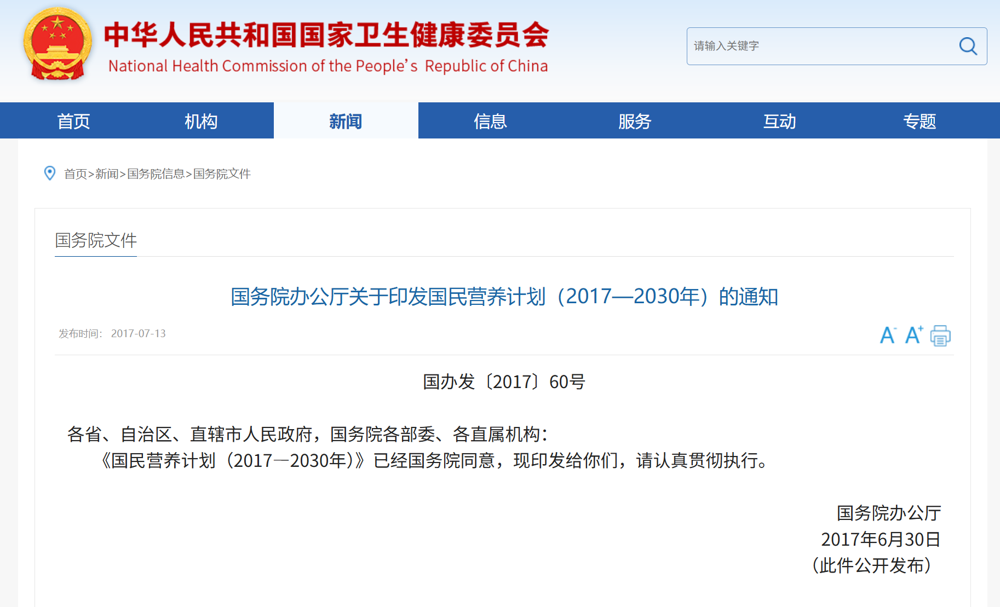 中华人民共和国国家卫生健康委员会
National Health Commission of the People’s Republic of China
请输入关键字
首页 机构 新闻 信息 服务 互动 专题
首页>新闻>国务院信息>国务院文件
国务院文件
国务院办公厅关于印发国民营养计划（2017—2030年）的通知
发布时间： 2017-07-13
A- A+
国办发〔2017〕60号
各省、自治区、直辖市人民政府，国务院各部委、各直属机构：
《国民营养计划（2017—2030年）》已经国务院同意，现印发给你们，请认真贯彻执行。
国务院办公厅
2017年6月30日
（此件公开发布）